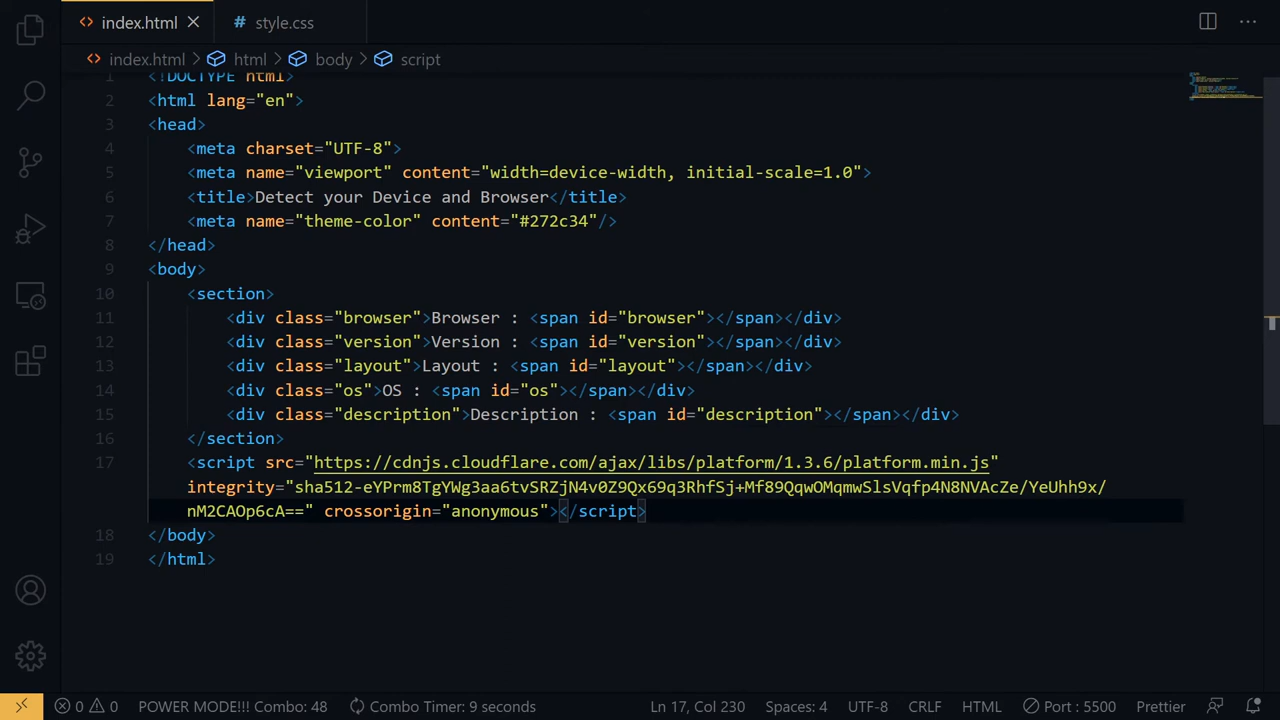 index.html
style.css
index.html html body script
1 <!DOCTYPE html>
2 <html lang="en">
3 <head>
4 <meta charset="UTF-8">
5 <meta name="viewport" content="width=device-width, initial-scale=1.0">
6 <title>Detect your Device and Browser</title>
7 <meta name="theme-color" content="#272c34"/>
8 </head>
9 <body>
10 <section>
11 <div class="browser">Browser : <span id="browser"></span></div>
12 <div class="version">Version : <span id="version"></span></div>
13 <div class="layout">Layout : <span id="layout"></span></div>
14 <div class="os">OS : <span id="os"></span></div>
15 <div class="description">Description : <span id="description"></span></div>
16 </section>
17 <script src="https://cdnjs.cloudflare.com/ajax/libs/platform/1.3.6/platform.min.js"
integrity="sha512-eYPrm8TgYWg3aa6tvSRZjN4v0Z9Qx69q3RhfSj+Mf89QqwOMqmwSlsVqfp4N8NVAcZe/YeUhh9x/
nM2CAOp6cA==" crossorigin="anonymous"></script>
18 </body>
19 </html>
0 0 POWER MODE!!! Combo: 48 Combo Timer: 9 seconds Ln 17, Col 230 Spaces: 4 UTF-8 CRLF HTML Port : 5500 Prettier